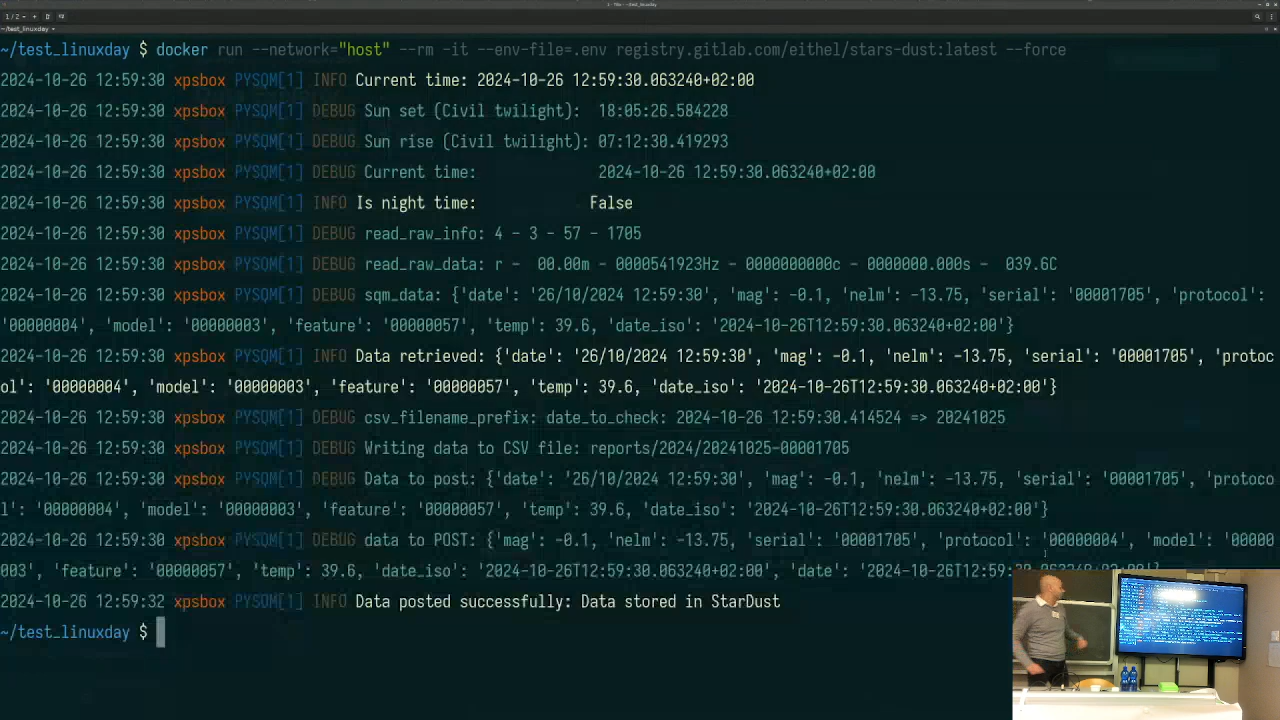 1 / 2
1: Tilix: ~/test_linuxday
~/test_linuxday
~/test_linuxday $ docker run --network="host" --rm -it --env-file=.env registry.gitlab.com/eithel/stars-dust:latest --force
2024-10-26 12:59:30 xpsbox PYSQM[1] INFO Current time: 2024-10-26 12:59:30.063240+02:00
2024-10-26 12:59:30 xpsbox PYSQM[1] DEBUG Sun set (Civil twilight): 18:05:26.584228
2024-10-26 12:59:30 xpsbox PYSQM[1] DEBUG Sun rise (Civil twilight): 07:12:30.419293
2024-10-26 12:59:30 xpsbox PYSQM[1] DEBUG Current time: 2024-10-26 12:59:30.063240+02:00
2024-10-26 12:59:30 xpsbox PYSQM[1] INFO Is night time: False
2024-10-26 12:59:30 xpsbox PYSQM[1] DEBUG read_raw_info: 4 - 3 - 57 - 1705
2024-10-26 12:59:30 xpsbox PYSQM[1] DEBUG read_raw_data: r - 00.00m - 0000541923Hz - 0000000000c - 0000000.000s - 039.6C
2024-10-26 12:59:30 xpsbox PYSQM[1] DEBUG sqm_data: {'date': '26/10/2024 12:59:30', 'mag': -0.1, 'nelm': -13.75, 'serial': '00001705', 'protocol':
'00000004', 'model': '00000003', 'feature': '00000057', 'temp': 39.6, 'date_iso': '2024-10-26T12:59:30.063240+02:00'}
2024-10-26 12:59:30 xpsbox PYSQM[1] INFO Data retrieved: {'date': '26/10/2024 12:59:30', 'mag': -0.1, 'nelm': -13.75, 'serial': '00001705', 'protoc
ol': '00000004', 'model': '00000003', 'feature': '00000057', 'temp': 39.6, 'date_iso': '2024-10-26T12:59:30.063240+02:00'}
2024-10-26 12:59:30 xpsbox PYSQM[1] DEBUG csv_filename_prefix: date_to_check: 2024-10-26 12:59:30.414524 => 20241025
2024-10-26 12:59:30 xpsbox PYSQM[1] DEBUG Writing data to CSV file: reports/2024/20241025-00001705
2024-10-26 12:59:30 xpsbox PYSQM[1] DEBUG Data to post: {'date': '26/10/2024 12:59:30', 'mag': -0.1, 'nelm': -13.75, 'serial': '00001705', 'protoco
l': '00000004', 'model': '00000003', 'feature': '00000057', 'temp': 39.6, 'date_iso': '2024-10-26T12:59:30.063240+02:00'}
2024-10-26 12:59:30 xpsbox PYSQM[1] DEBUG data to POST: {'mag': -0.1, 'nelm': -13.75, 'serial': '00001705', 'protocol': '00000004', 'model': '00000
003', 'feature': '00000057', 'temp': 39.6, 'date_iso': '2024-10-26T12:59:30.063240+02:00', 'date': '2024-10-26T12:59:30.063240+02:00'}
2024-10-26 12:59:32 xpsbox PYSQM[1] INFO Data posted successfully: Data stored in StarDust
~/test_linuxday $